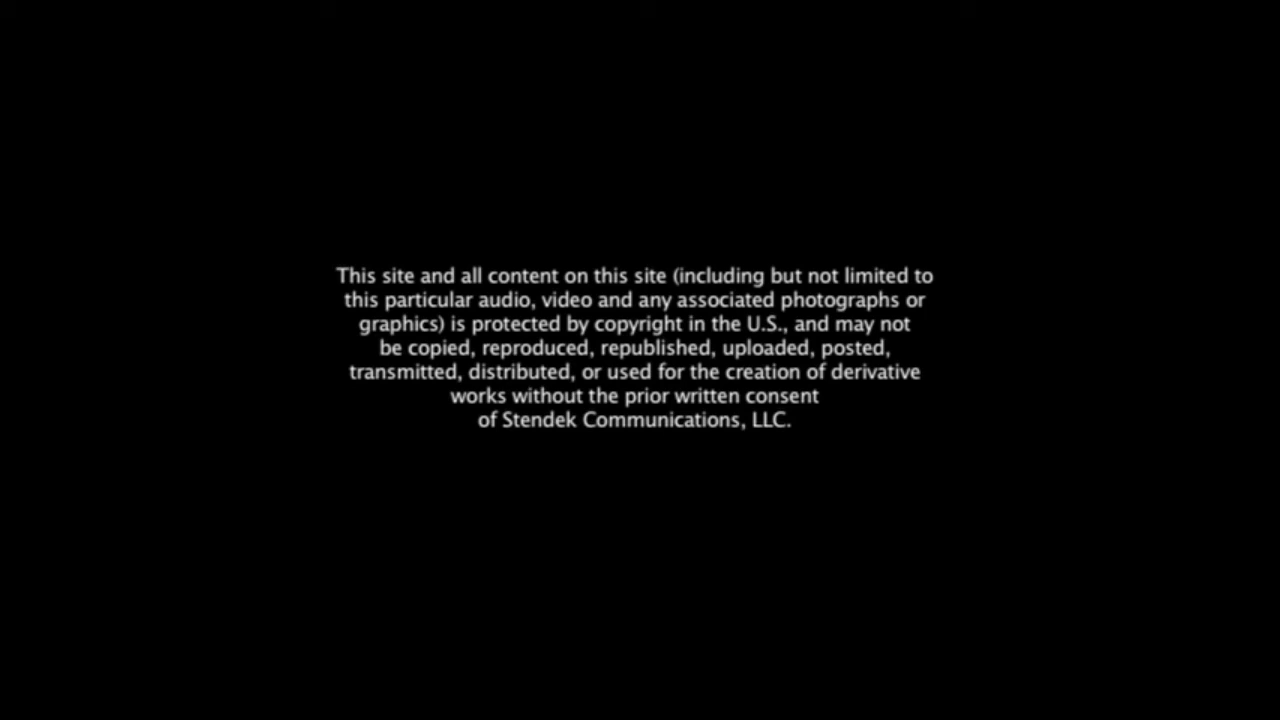 This site and all content on this site (including but not limited to
this particular audio, video and any associated photographs or
graphics) is protected by copyright in the U.S., and may not
be copied, reproduced, republished, uploaded, posted,
transmitted, distributed, or used for the creation of derivative
works without the prior written consent
of Stendek Communications, LLC.